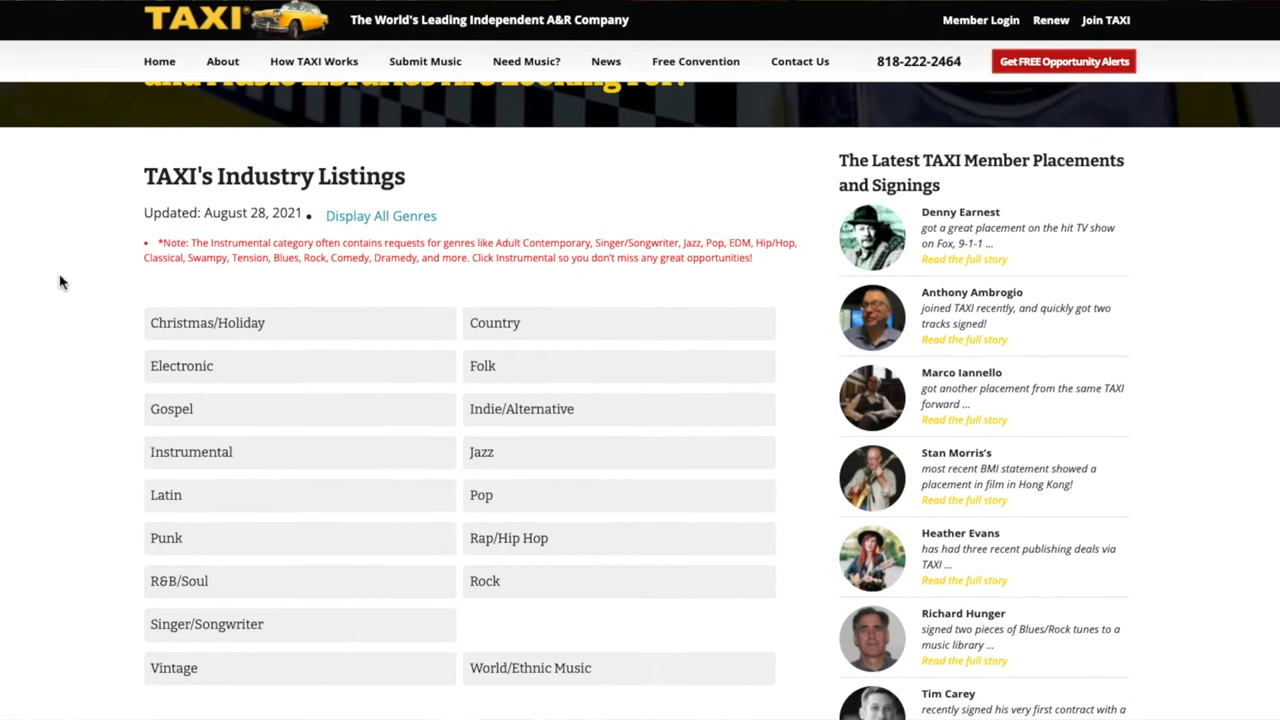 TAXI®
The World's Leading Independent A&R Company
Member Login
Renew
Join TAXI
Home
About
How TAXI Works
Submit Music
Need Music?
News
Free Convention
Contact Us
818-222-2464
Get FREE Opportunity Alerts
and Music Libraries Are Looking For?
TAXI's Industry Listings
Updated: August 28, 2021
• Display All Genres
• *Note: The Instrumental category often contains requests for genres like Adult Contemporary, Singer/Songwriter, Jazz, Pop, EDM, Hip/Hop,
Classical, Swampy, Tension, Blues, Rock, Comedy, Dramedy, and more. Click Instrumental so you don't miss any great opportunities!
Christmas/Holiday
Country
Electronic
Folk
Gospel
Indie/Alternative
Instrumental
Jazz
Latin
Pop
Punk
Rap/Hip Hop
R&B/Soul
Rock
Singer/Songwriter
Vintage
World/Ethnic Music
The Latest TAXI Member Placements
and Signings
Denny Earnest
got a great placement on the hit TV show
on Fox, 9-1-1 ...
Read the full story
Anthony Ambrogio
joined TAXI recently, and quickly got two
tracks signed!
Read the full story
Marco Iannello
got another placement from the same TAXI
forward ...
Read the full story
Stan Morris's
most recent BMI statement showed a
placement in film in Hong Kong!
Read the full story
Heather Evans
has had three recent publishing deals via
TAXI ...
Read the full story
Richard Hunger
signed two pieces of Blues/Rock tunes to a
music library ...
Read the full story
Tim Carey
recently signed his very first contract with a